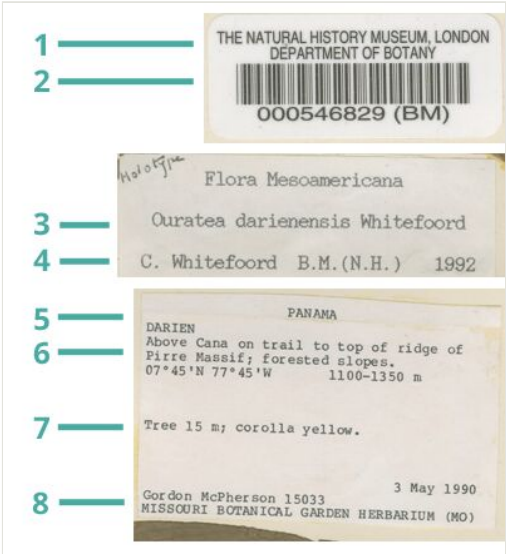 1
THE NATURAL HISTORY MUSEUM, LONDON
DEPARTMENT OF BOTANY
2
000546829 (BM)
Holotype
Flora Mesoamericana
3
Ouratea darienensis Whitefoord
4
C. Whitefoord B.M.(N.H.) 1992
5
PANAMA
DARIEN
6
Above Cana on trail to top of ridge of
Pirre Massif; forested slopes.
07°45'N 77°45'W 1100-1350 m
7
Tree 15 m; corolla yellow.
3 May 1990
8
Gordon McPherson 15033
MISSOURI BOTANICAL GARDEN HERBARIUM (MO)